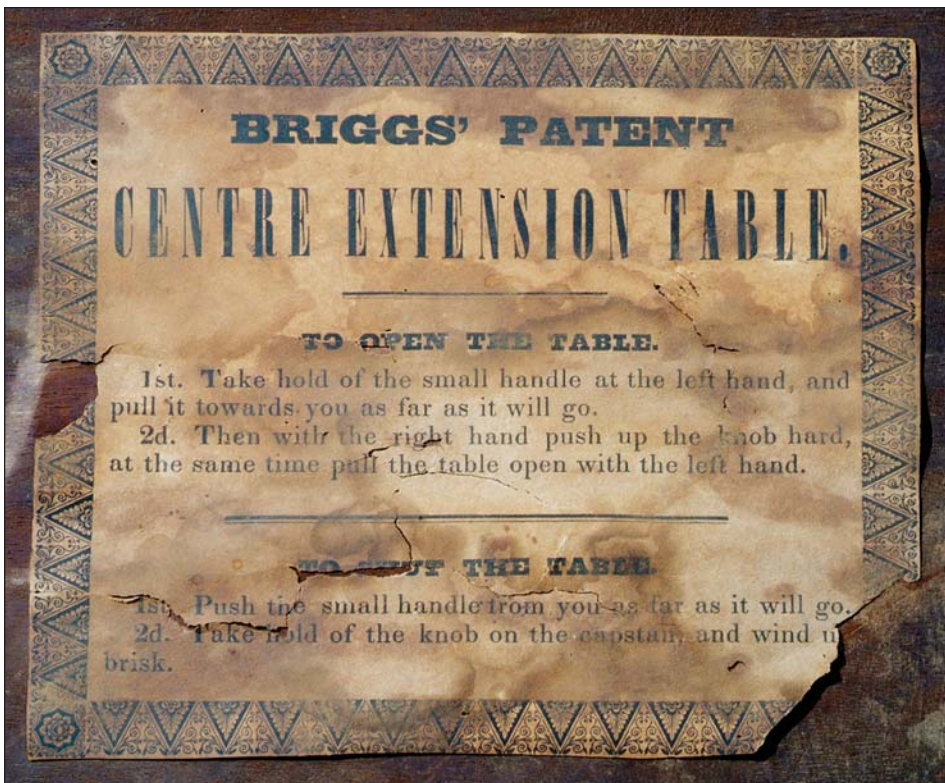 BRIGGS' PATENT
CENTRE EXTENSION TABLE.
TO OPEN THE TABLE.
1st. Take hold of the small handle at the left hand, and
pull it towards you as far as it will go.
2d. Then with the right hand push up the knob hard,
at the same time pull the table open with the left hand.
TO SHUT THE TABLE.
1st. Push the small handle from you as far as it will go.
2d. Take hold of the knob on the capstan, and wind
brisk.